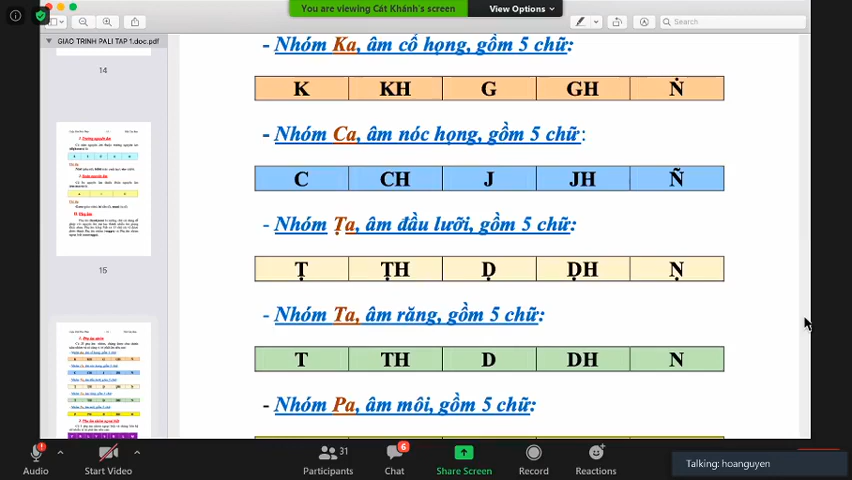 You are viewing Cát Khánh's screen
View Options
Search
GIAO TRINH PALI TAP 1.doc.pdf
14
15
- Nhóm Ka, âm cổ họng, gồm 5 chữ:
K KH G GH Ṅ
- Nhóm Ca, âm nóc họng, gồm 5 chữ:
C CH J JH Ñ
- Nhóm Ṭa, âm đầu lưỡi, gồm 5 chữ:
Ṭ ṬH Ḍ ḌH Ṇ
- Nhóm Ta, âm răng, gồm 5 chữ:
T TH D DH N
- Nhóm Pa, âm môi, gồm 5 chữ:
Audio
Start Video
Participants
31
Chat
6
Share Screen
Record
Reactions
Talking: hoanguyen